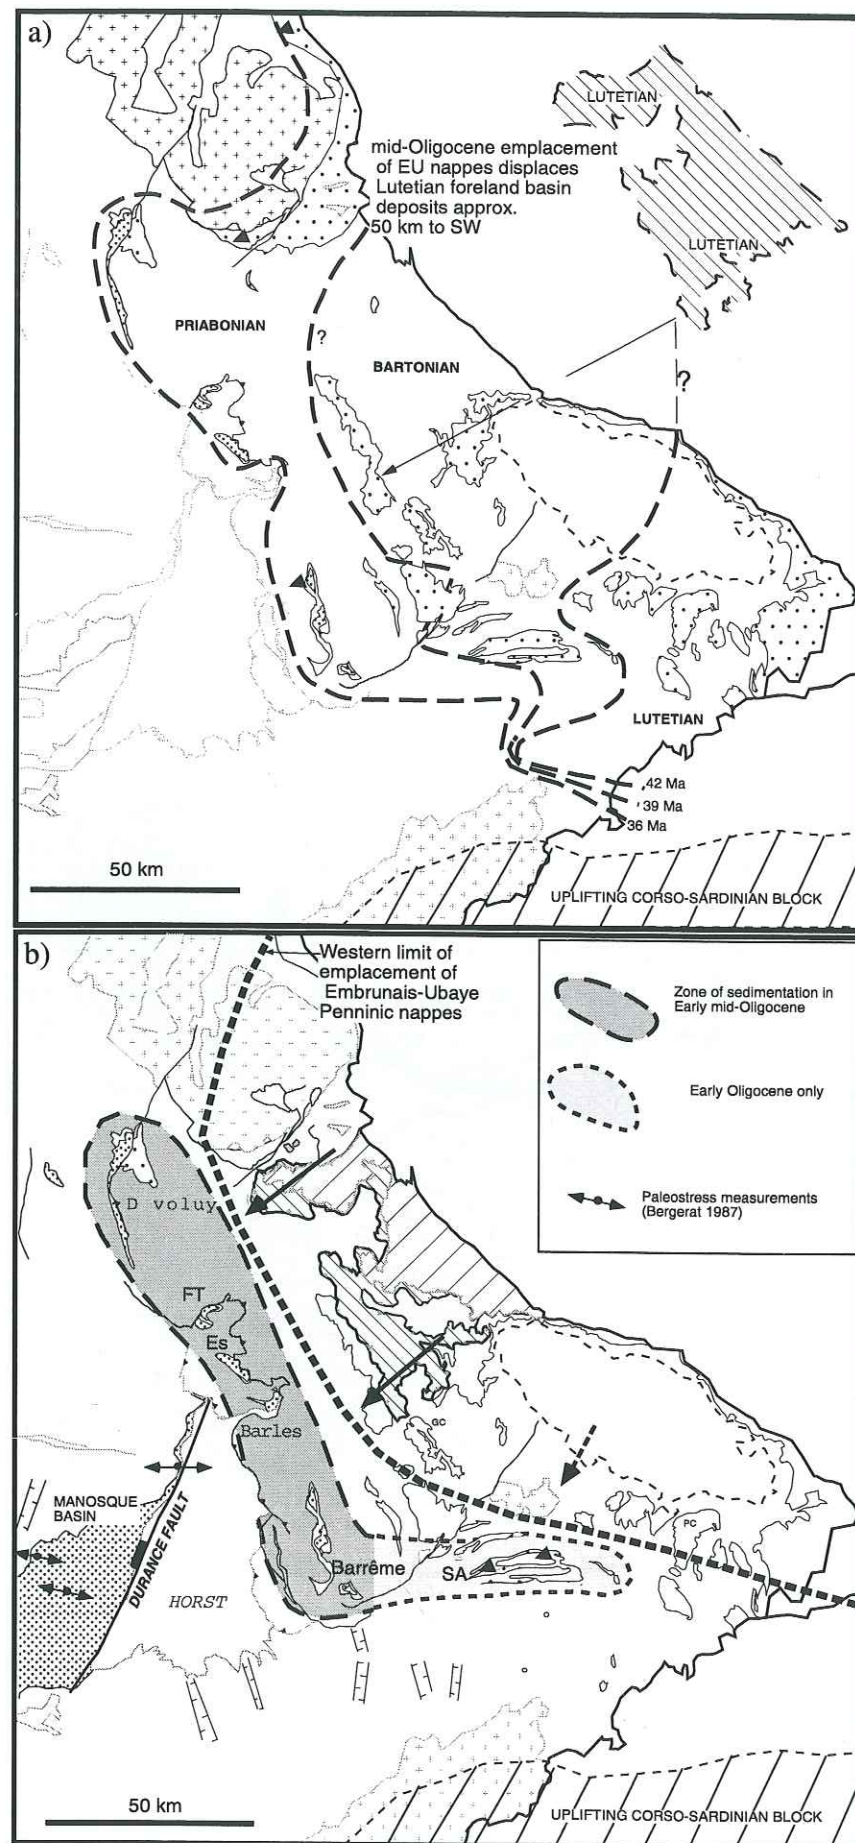 a)
LUTETIAN
mid-Oligocene emplacement
of EU nappes displaces
Lutetian foreland basin
deposits approx.
50 km to SW
LUTETIAN
PRIABONIAN
?
BARTONIAN
?
LUTETIAN
42 Ma
39 Ma
36 Ma
50 km
UPLIFTING CORSO-SARDINIAN BLOCK
b)
Western limit of
emplacement of
Embrunais-Ubaye
Penninic nappes
Zone of sedimentation in
Early mid-Oligocene
Early Oligocene only
Paleostress measurements
(Bergerat 1987)
D voluy
FT
Es
Barles
GC
MANOSQUE
BASIN
DURANCE FAULT
HORST
Barrême
SA
PC
50 km
UPLIFTING CORSO-SARDINIAN BLOCK